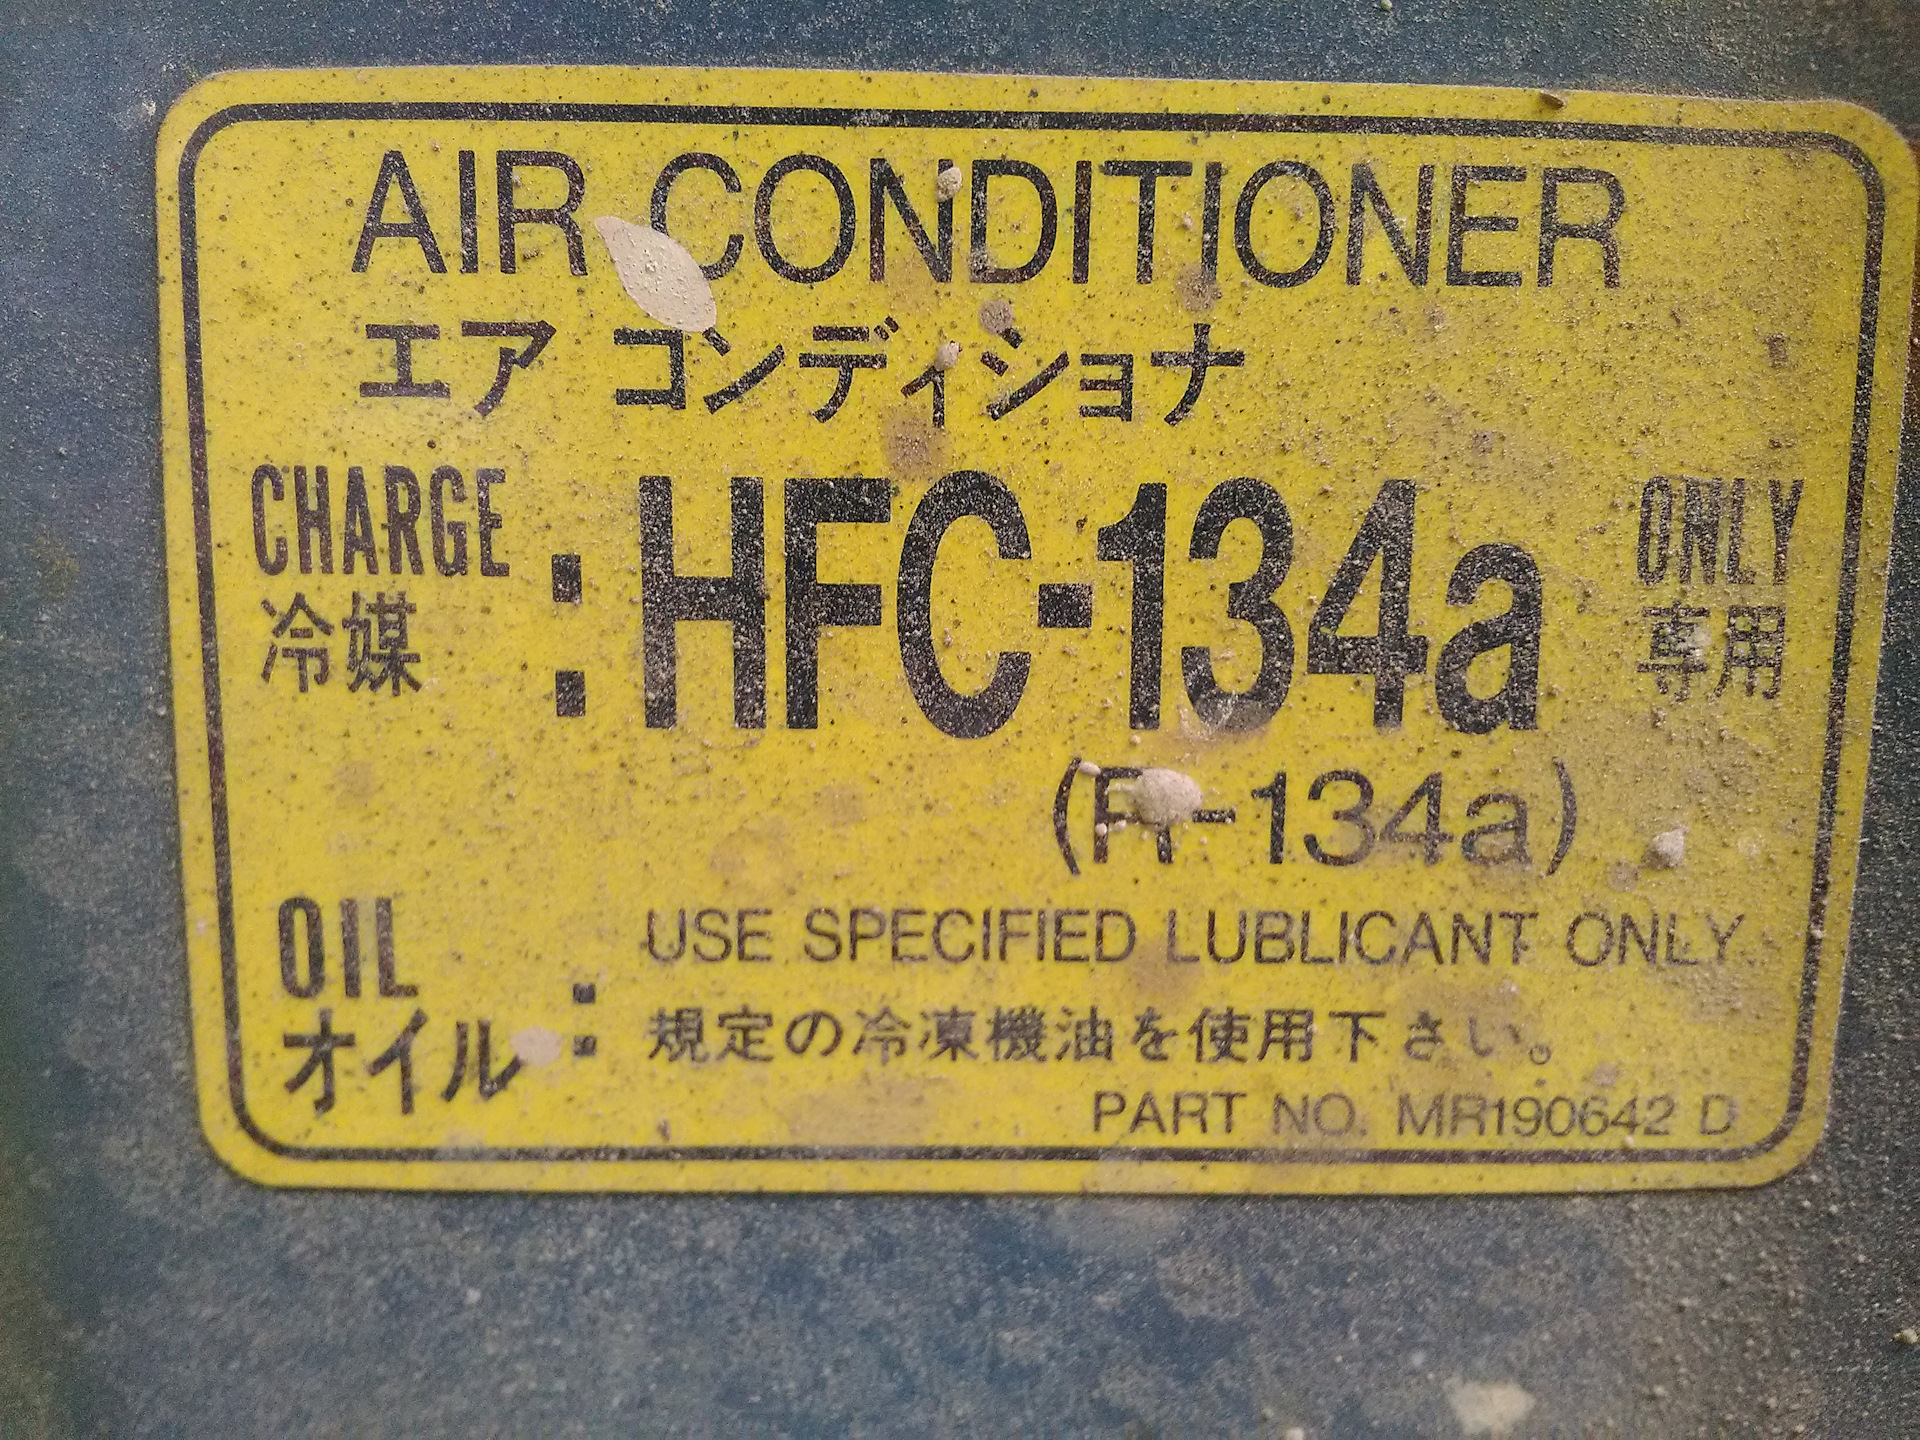 AIR CONDITIONER
エア コンディショナ
CHARGE
冷媒
: HFC-134a
ONLY
専用
(R-134a)
OIL
オイル
: USE SPECIFIED LUBLICANT ONLY.
規定の冷凍機油を使用下さい。
PART NO. MR190642 D